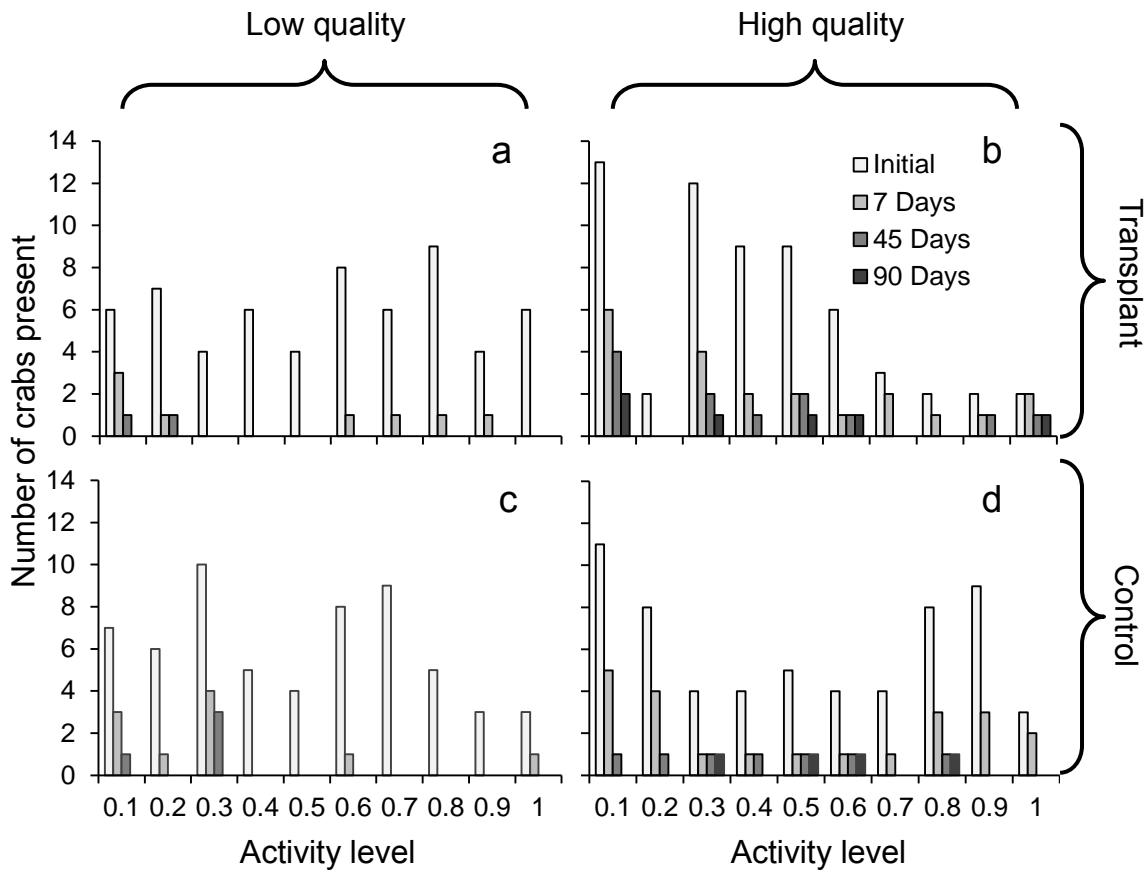 Low quality
High quality
Number of crabs present
14
12
10
8
6
4
2
0
a
b
Initial
7 Days
45 Days
90 Days
Transplant
14
12
10
8
6
4
2
0
c
d
Control
0.1 0.2 0.3 0.4 0.5 0.6 0.7 0.8 0.9 1
0.1 0.2 0.3 0.4 0.5 0.6 0.7 0.8 0.9 1
Activity level
Activity level